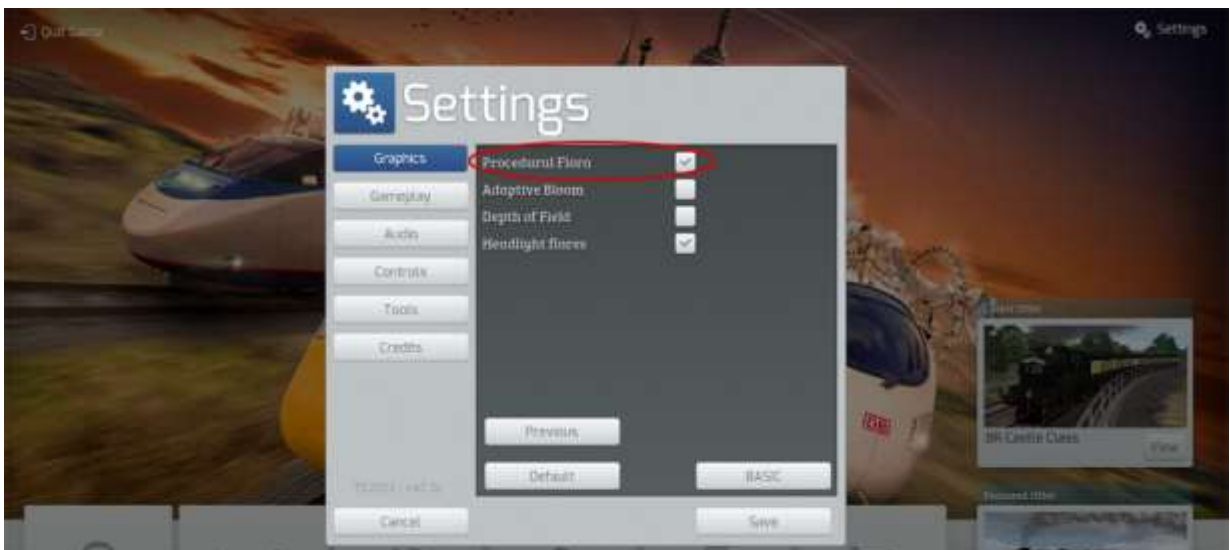 Quit Game
Settings
Settings
Graphics
Gameplay
Audio
Controls
Tools
Credits
Procedural Flora
Adaptive Bloom
Depth of Field
Headlight flares
Previous
Default
BASIC
Cancel
Save
DB
BR Castle Class
View